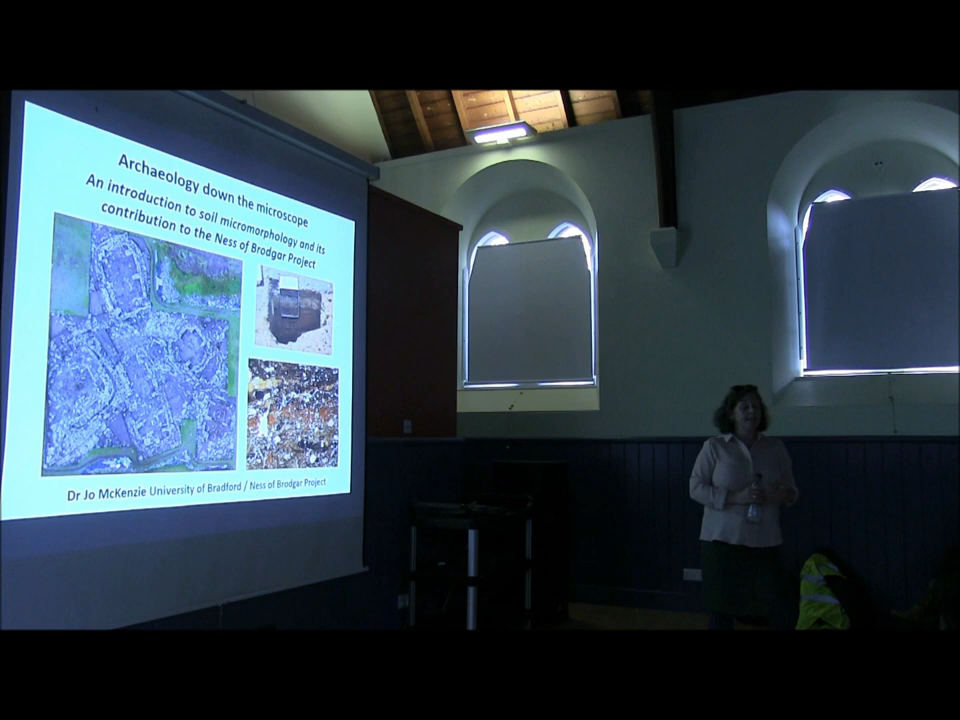 Archaeology down the microscope
An introduction to soil micromorphology and its
contribution to the Ness of Brodgar Project
Dr Jo McKenzie University of Bradford / Ness of Brodgar Project